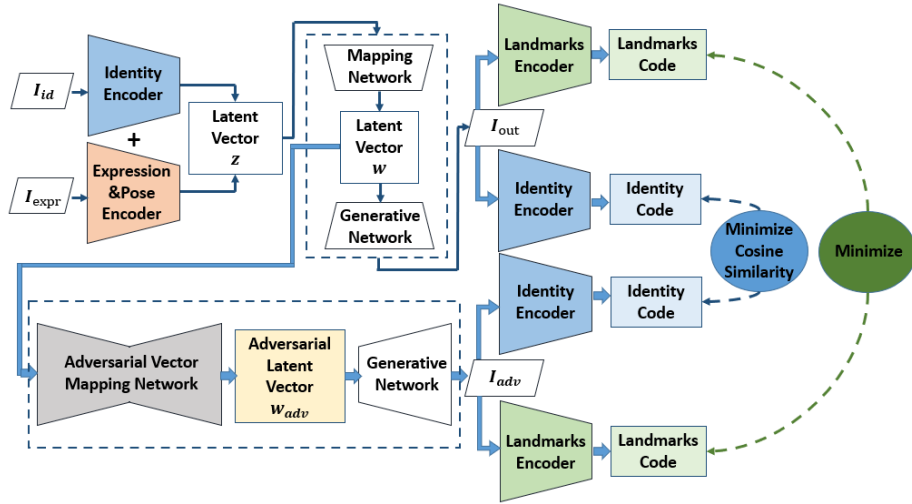 I_id
Identity
Encoder
+
I_expr
Expression
&Pose
Encoder
Latent
Vector
z
Mapping
Network
Latent
Vector
w
Generative
Network
I_out
Landmarks
Encoder
Landmarks
Code
Identity
Encoder
Identity
Code
Minimize
Cosine
Similarity
Minimize
Identity
Encoder
Identity
Code
Adversarial Vector
Mapping Network
Adversarial
Latent
Vector
w_adv
Generative
Network
I_adv
Landmarks
Encoder
Landmarks
Code